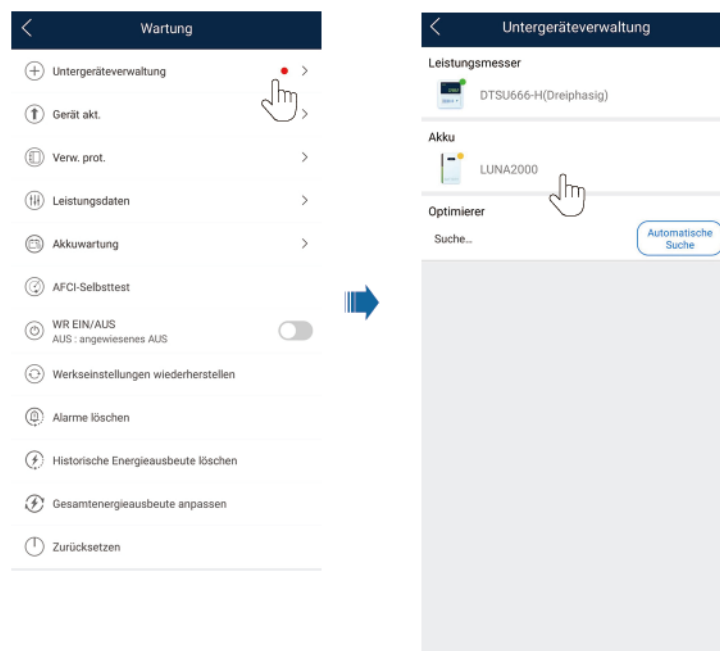 Wartung
Untergeräteverwaltung
Gerät akt.
Verw. prot.
Leistungsdaten
Akkuwartung
AFCI-Selbsttest
WR EIN/AUS
AUS : angewiesenes AUS
Werkseinstellungen wiederherstellen
Alarme löschen
Historische Energieausbeute löschen
Gesamtenergieausbeute anpassen
Zurücksetzen
Untergeräteverwaltung
Leistungsmesser
DTSU666-H(Dreiphasig)
Akku
LUNA2000
Optimierer
Suche...
Automatische
Suche